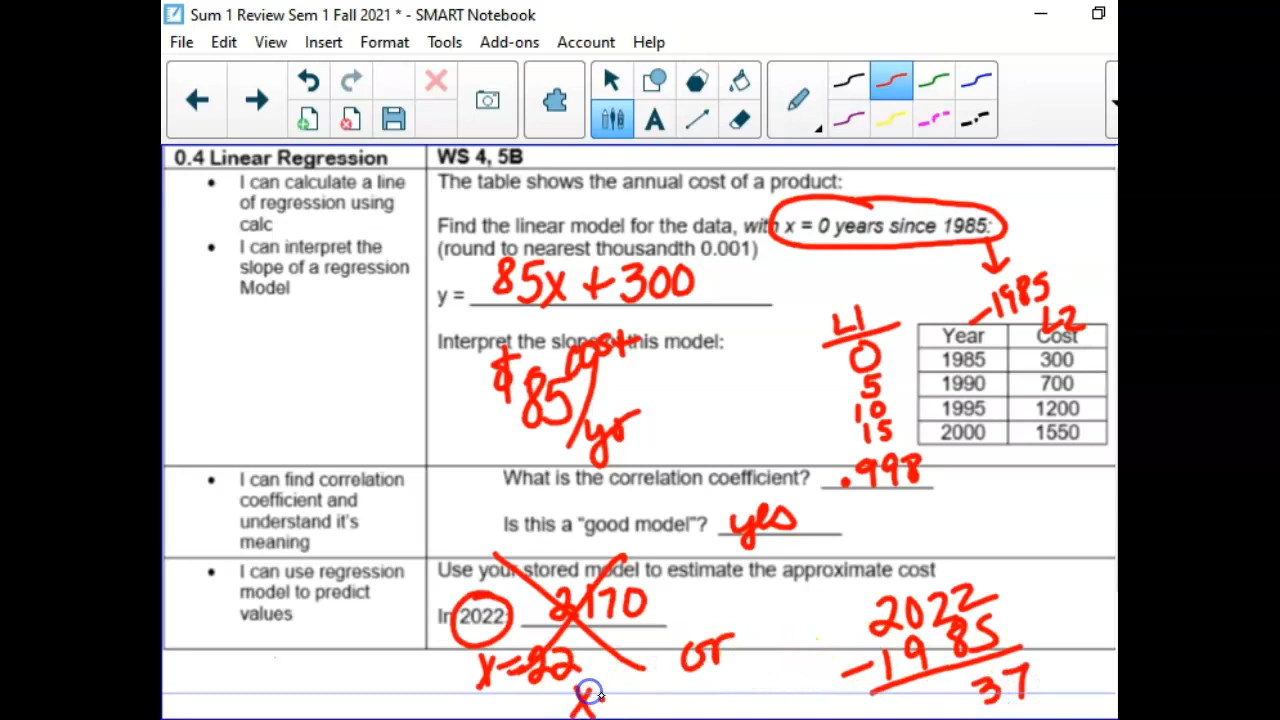 Sum 1 Review Sem 1 Fall 2021 * - SMART Notebook
File Edit View Insert Format Tools Add-ons Account Help
0.4 Linear Regression
WS 4, 5B
• I can calculate a line
of regression using
calc
• I can interpret the
slope of a regression
Model
The table shows the annual cost of a product:
Find the linear model for the data, with x = 0 years since 1985:
(round to nearest thousandth 0.001)
y = 85x + 300
-1985
Interpret the slope of this model:
$85 cost/yr
L1
0
5
10
15
L2
Year Cost
1985 300
1990 700
1995 1200
2000 1550
• I can find correlation
coefficient and
understand it's
meaning
What is the correlation coefficient? .998
Is this a "good model"? yes
• I can use regression
model to predict
values
Use your stored model to estimate the approximate cost
In 2022: 2170
x=22
or
x
2022
-1985
37